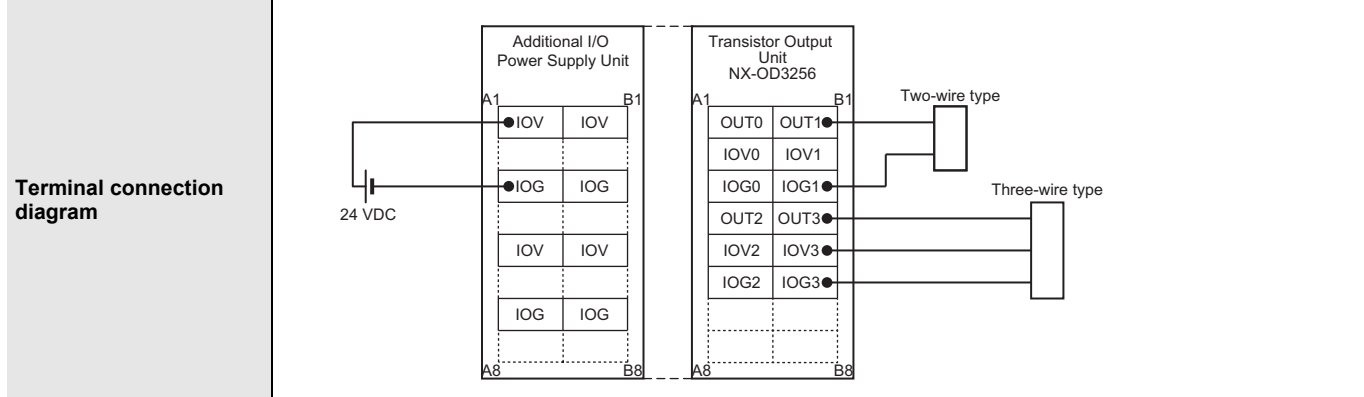 Terminal connection
diagram
Additional I/O
Power Supply Unit
A1 B1
IOV IOV
IOG IOG
IOV IOV
IOG IOG
A8 B8
24 VDC
Transistor Output
Unit
NX-OD3256
A1 B1
OUT0 OUT1
IOV0 IOV1
IOG0 IOG1
OUT2 OUT3
IOV2 IOV3
IOG2 IOG3
A8 B8
Two-wire type
Three-wire type